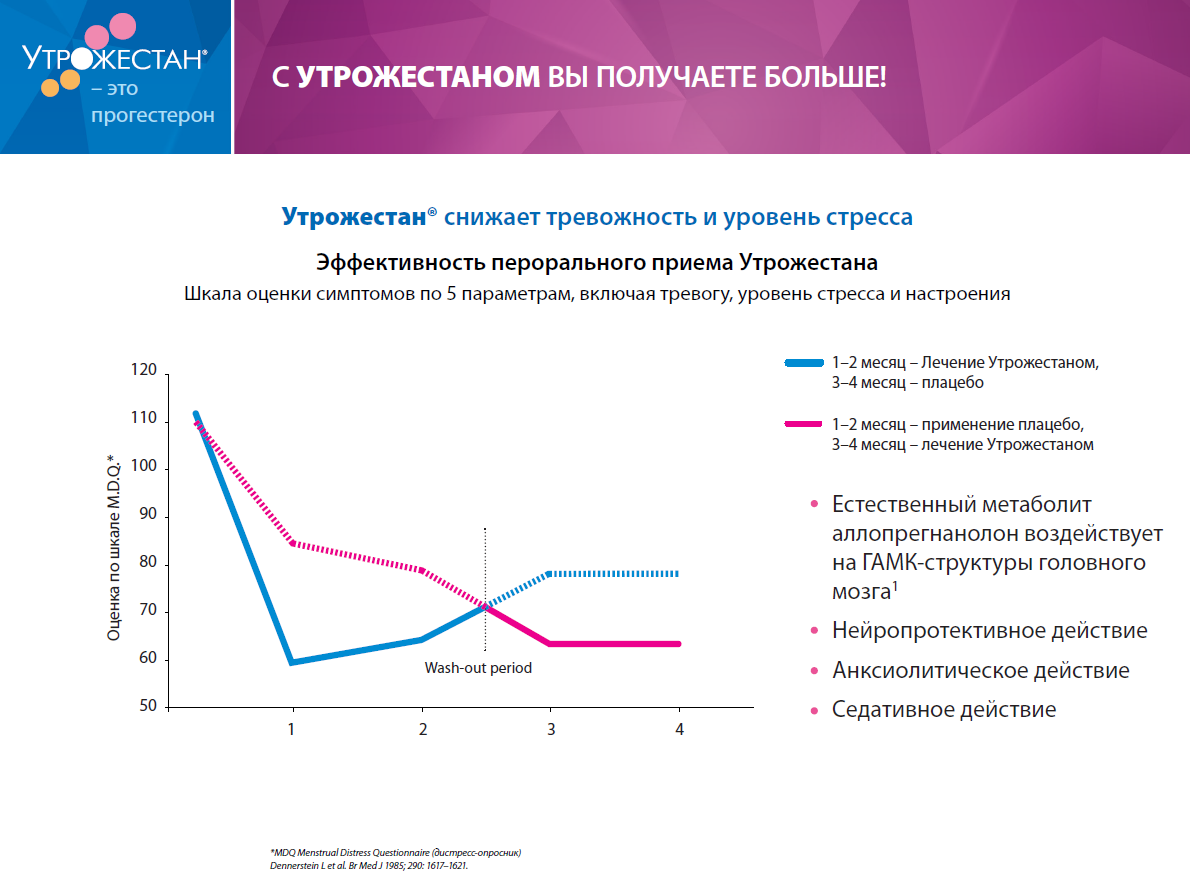 УТРОЖЕСТАН®
– это
прогестерон
С УТРОЖЕСТАНОМ ВЫ ПОЛУЧАЕТЕ БОЛЬШЕ!
Утрожестан® снижает тревожность и уровень стресса
Эффективность перорального приема Утрожестана
Шкала оценки симптомов по 5 параметрам, включая тревогу, уровень стресса и настроения
Оценка по шкале M.D.Q.*
120
110
100
90
80
70
60
50
1
2
3
4
Wash-out period
1–2 месяц – Лечение Утрожестаном,
3–4 месяц – плацебо
1–2 месяц – применение плацебо,
3–4 месяц – лечение Утрожестаном
• Естественный метаболит
аллопрегнанолон воздействует
на ГАМК-структуры головного
мозга¹
• Нейропротективное действие
• Анксиолитическое действие
• Седативное действие
*MDQ Menstrual Distress Questionnaire (дистресс-опросник)
Dennerstein L et al. Br Med J 1985; 290: 1617–1621.